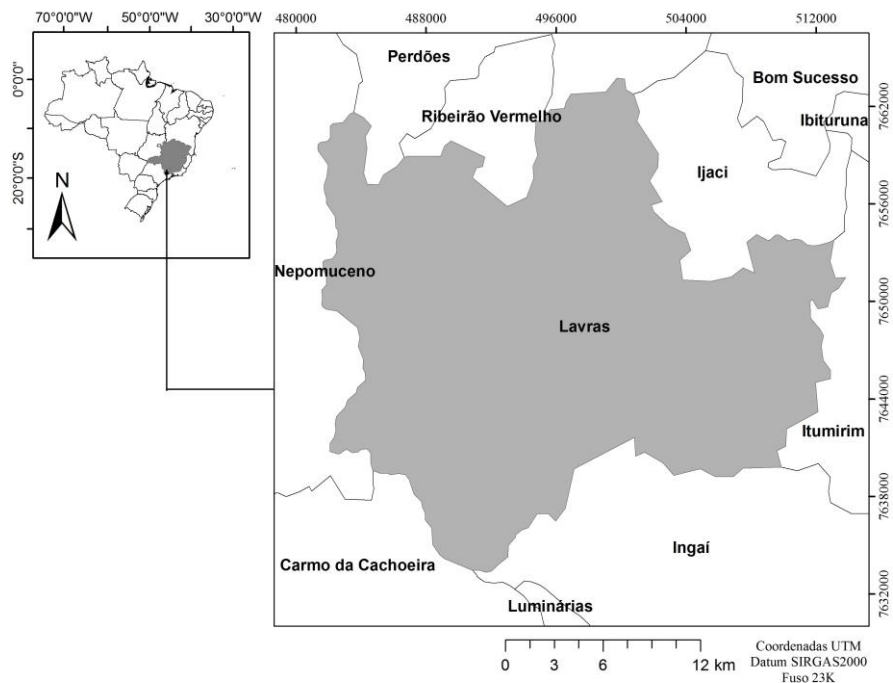 70°0'0"W 50°0'0"W 30°0'0"W
0°0'0"
20°0'0"S
N
480000 488000 496000 504000 512000
Perdões
Bom Sucesso
Ribeirão Vermelho
Ibituruna
Ijaci
Nepomuceno
Lavras
Itumirim
Ingaí
Carmo da Cachoeira
Luminárias
7662000
7656000
7650000
7644000
7638000
7632000
0 3 6 12 km
Coordenadas UTM
Datum SIRGAS2000
Fuso 23K